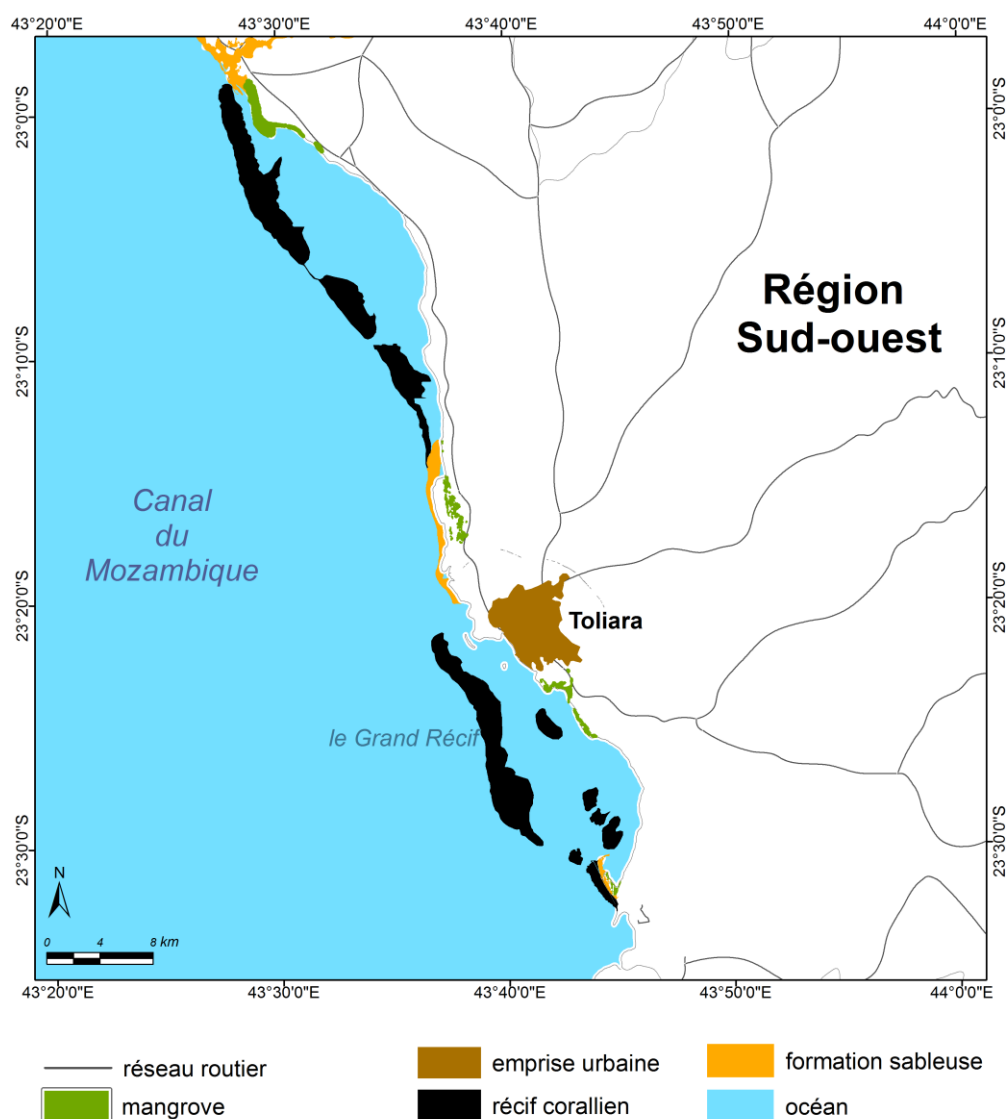 43°20'0"E 43°30'0"E 43°40'0"E 43°50'0"E 44°0'0"E
23°0'0"S 23°0'0"S
Région
Sud-ouest
23°10'0"S 23°10'0"S
Canal
du
Mozambique
23°20'0"S 23°20'0"S
Toliara
le Grand Récif
23°30'0"S 23°30'0"S
N
0 4 8 km
43°20'0"E 43°30'0"E 43°40'0"E 43°50'0"E 44°0'0"E
réseau routier emprise urbaine formation sableuse
mangrove récif corallien océan